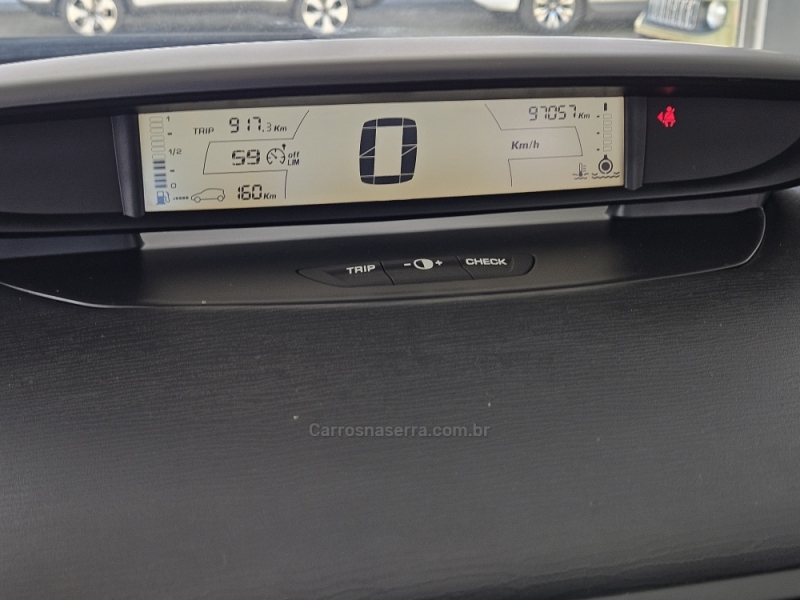 1
TRIP 917.3 Km
97057 Km
1/2
59 off
LIM
0
Km/h
0
160 Km
TRIP - + CHECK
Carrosnaserra.com.br